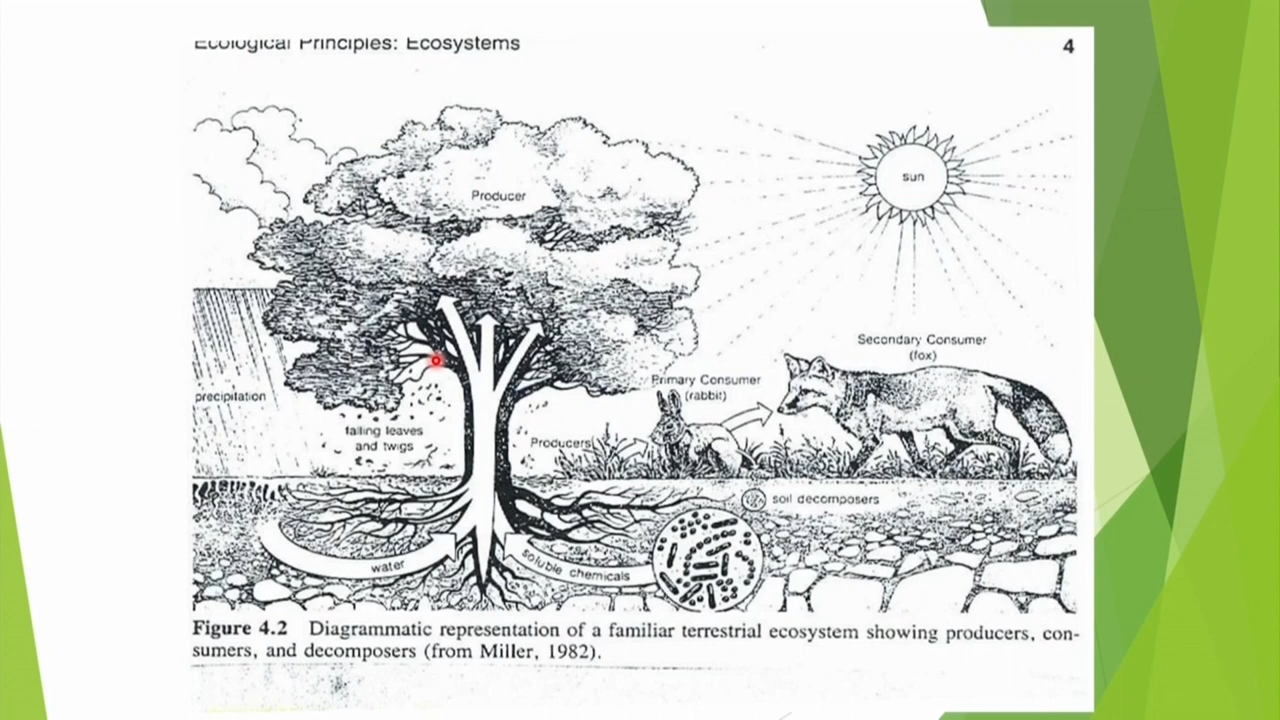 Ecological Principles: Ecosystems
4
Producer
sun
Secondary Consumer
(fox)
Primary Consumer
(rabbit)
precipitation
falling leaves
and twigs
Producers
soil decomposers
water
soluble chemicals
Figure 4.2 Diagrammatic representation of a familiar terrestrial ecosystem showing producers, con-
sumers, and decomposers (from Miller, 1982).